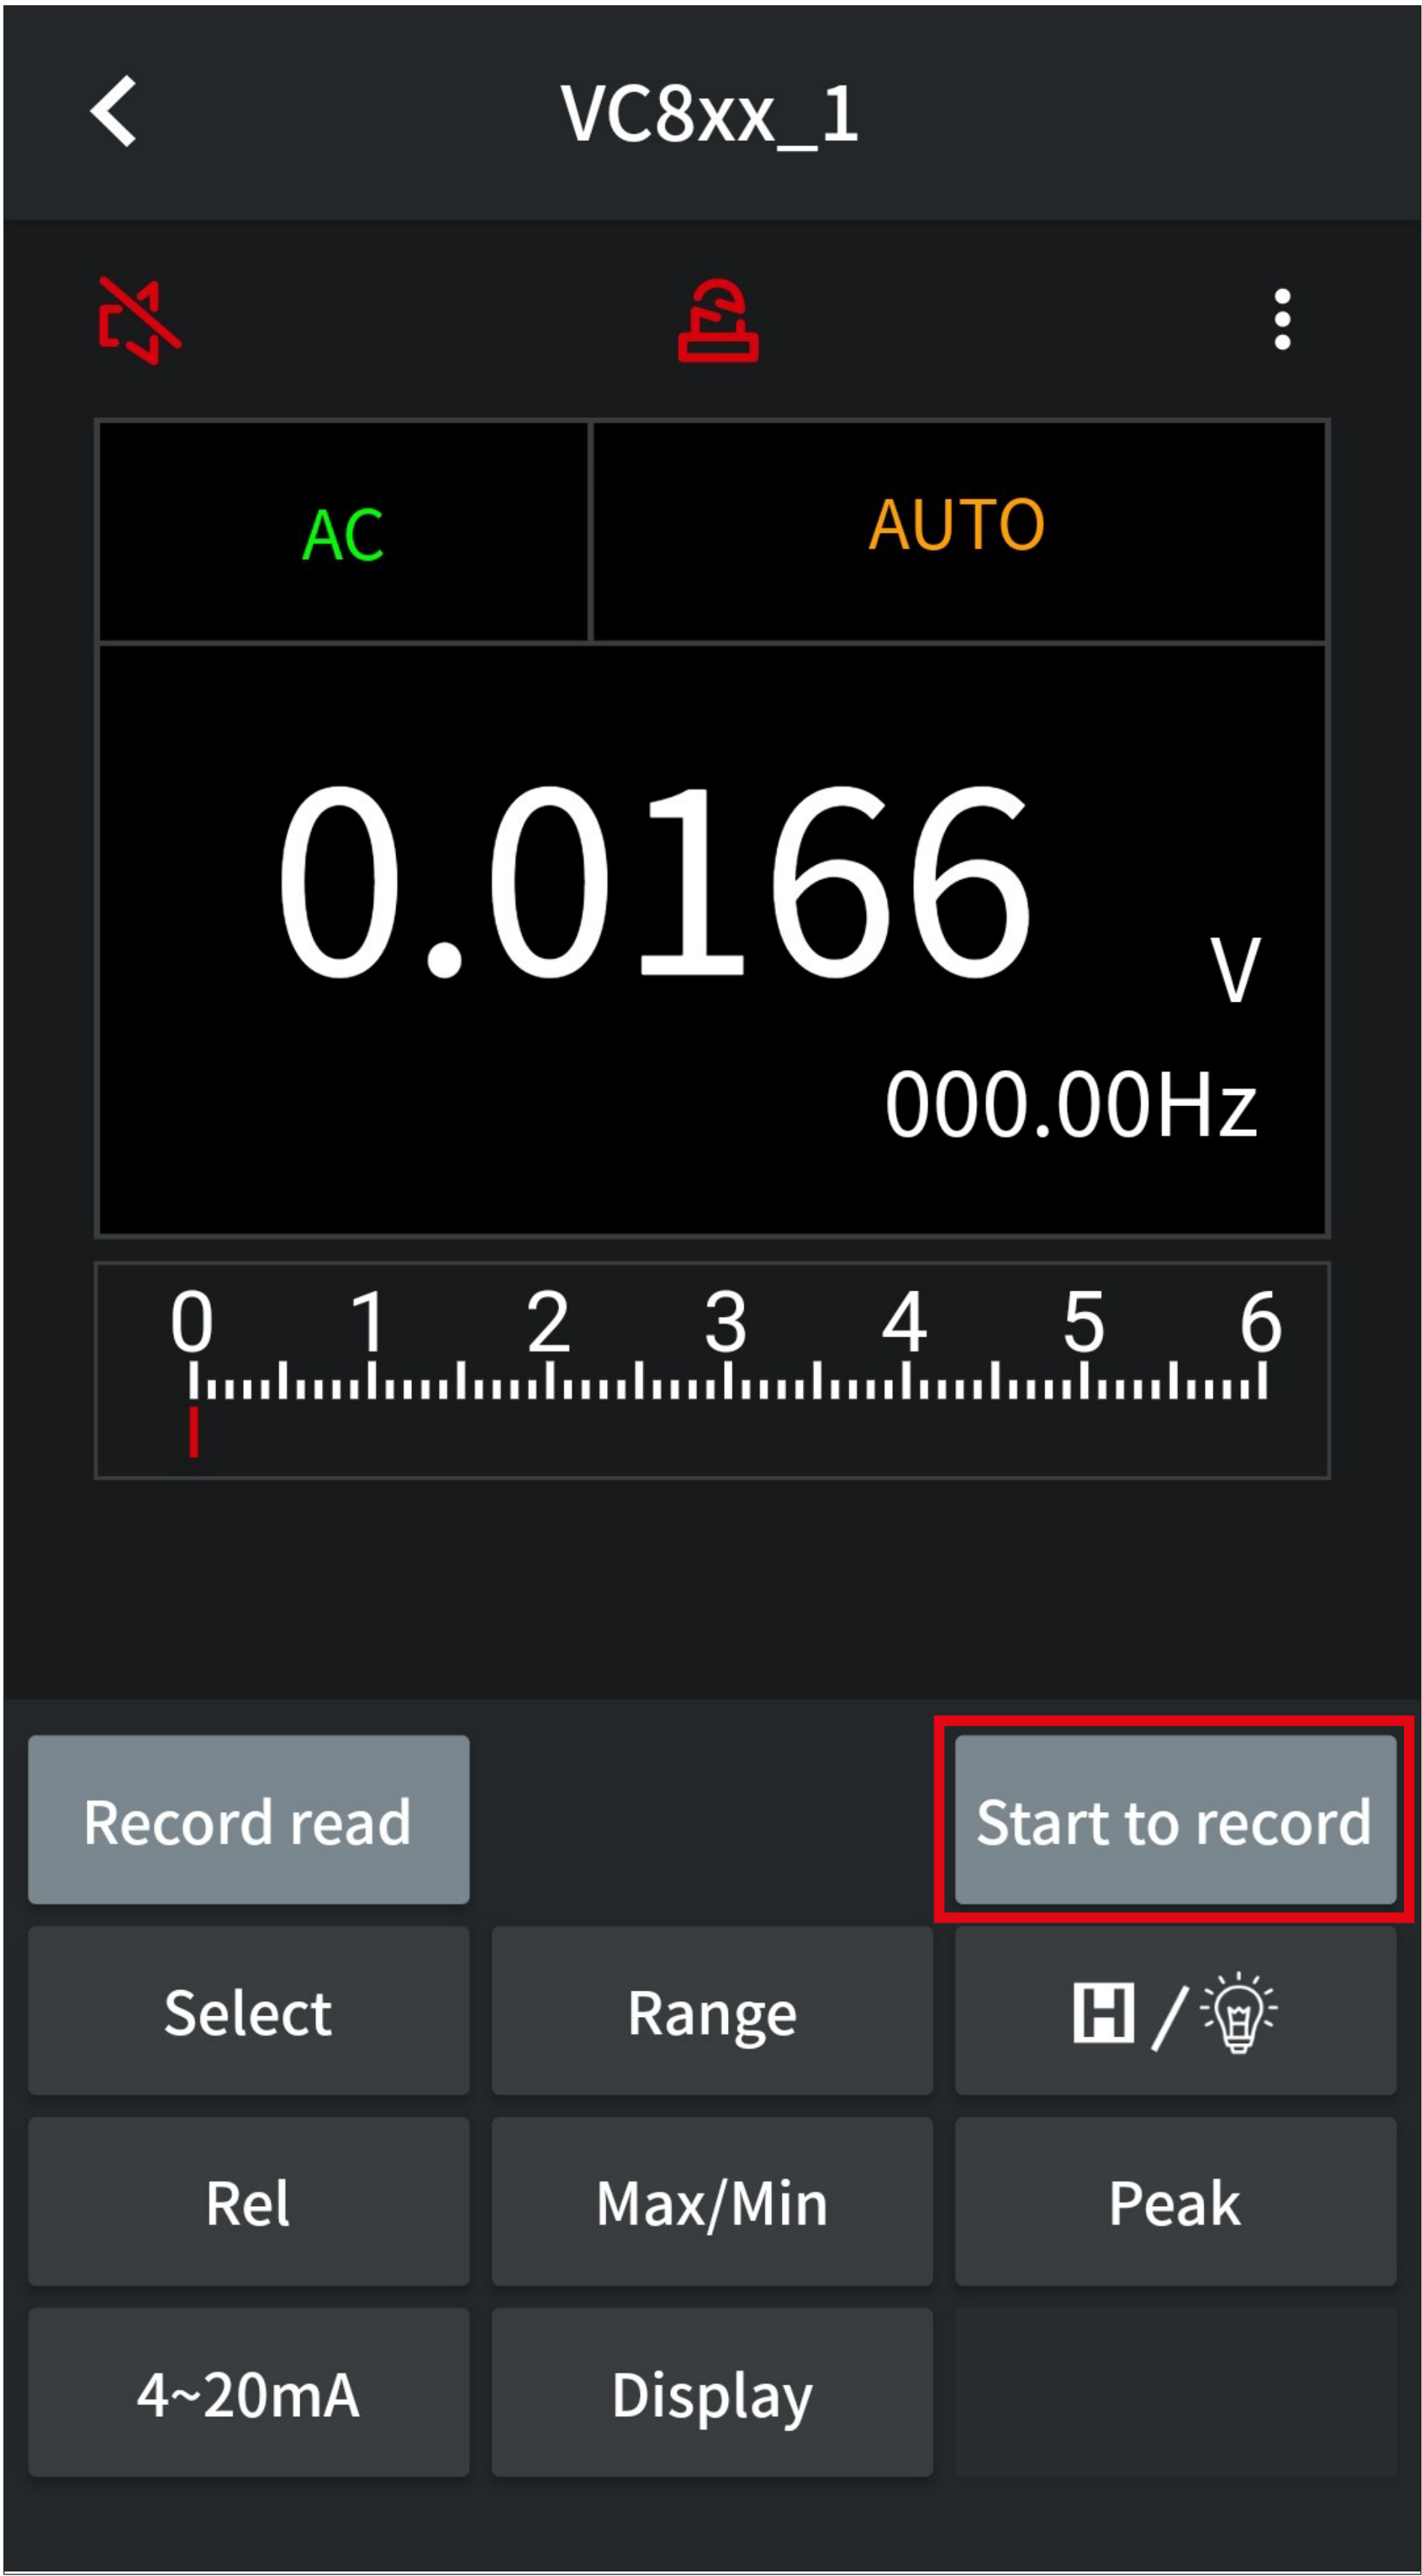 VC8xx_1
AC
AUTO
0.0166 V
000.00Hz
0 1 2 3 4 5 6
Record read
Start to record
Select
Range
H /
Rel
Max/Min
Peak
4~20mA
Display